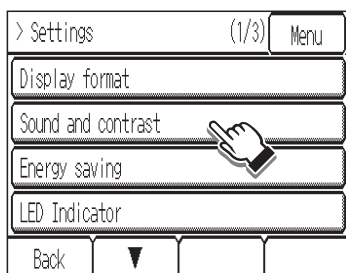 > Settings (1/3) Menu
Display format
Sound and contrast
Energy saving
LED Indicator
Back ▼